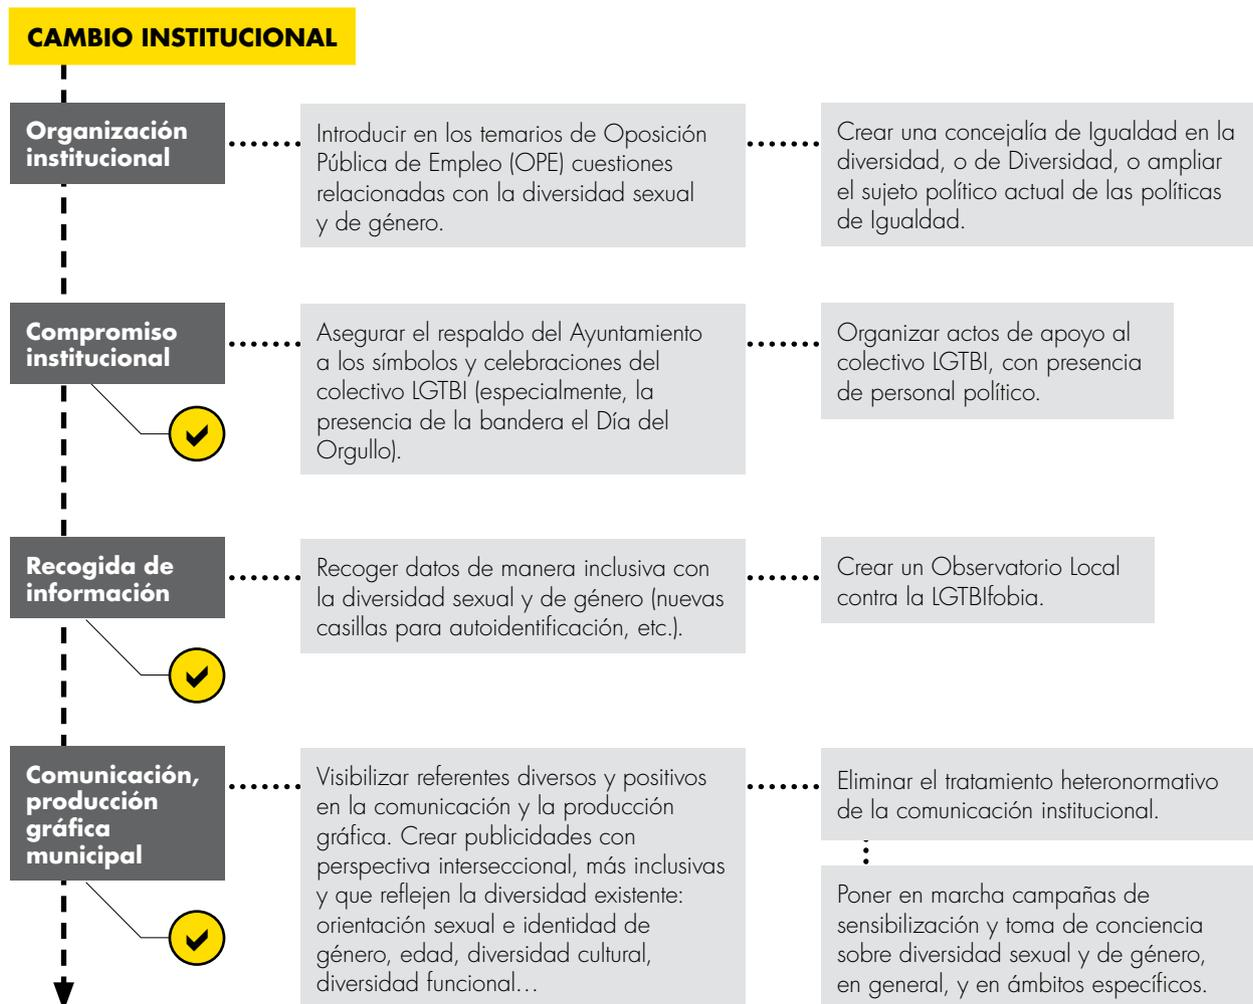 CAMBIO INSTITUCIONAL
Organización
institucional
Introducir en los temarios de Oposición
Pública de Empleo (OPE) cuestiones
relacionadas con la diversidad sexual
y de género.
Crear una concejalía de Igualdad en la
diversidad, o de Diversidad, o ampliar
el sujeto político actual de las políticas
de Igualdad.
Compromiso
institucional
Asegurar el respaldo del Ayuntamiento
a los símbolos y celebraciones del
colectivo LGTBI (especialmente, la
presencia de la bandera el Día del
Orgullo).
Organizar actos de apoyo al
colectivo LGTBI, con presencia
de personal político.
Recogida de
información
Recoger datos de manera inclusiva con
la diversidad sexual y de género (nuevas
casillas para autoidentificación, etc.).
Crear un Observatorio Local
contra la LGTBIfobia.
Comunicación,
producción
gráfica
municipal
Visibilizar referentes diversos y positivos
en la comunicación y la producción
gráfica. Crear publicidades con
perspectiva interseccional, más inclusivas
y que reflejen la diversidad existente:
orientación sexual e identidad de
género, edad, diversidad cultural,
diversidad funcional…
Eliminar el tratamiento heteronormativo
de la comunicación institucional.
Poner en marcha campañas de
sensibilización y toma de conciencia
sobre diversidad sexual y de género,
en general, y en ámbitos específicos.